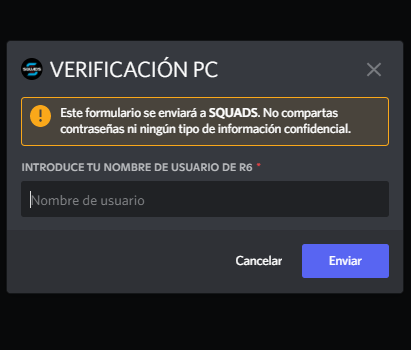 SQUADS
VERIFICACIÓN PC
Este formulario se enviará a SQUADS. No compartas
contraseñas ni ningún tipo de información confidencial.
INTRODUCE TU NOMBRE DE USUARIO DE R6 *
Nombre de usuario
Cancelar
Enviar